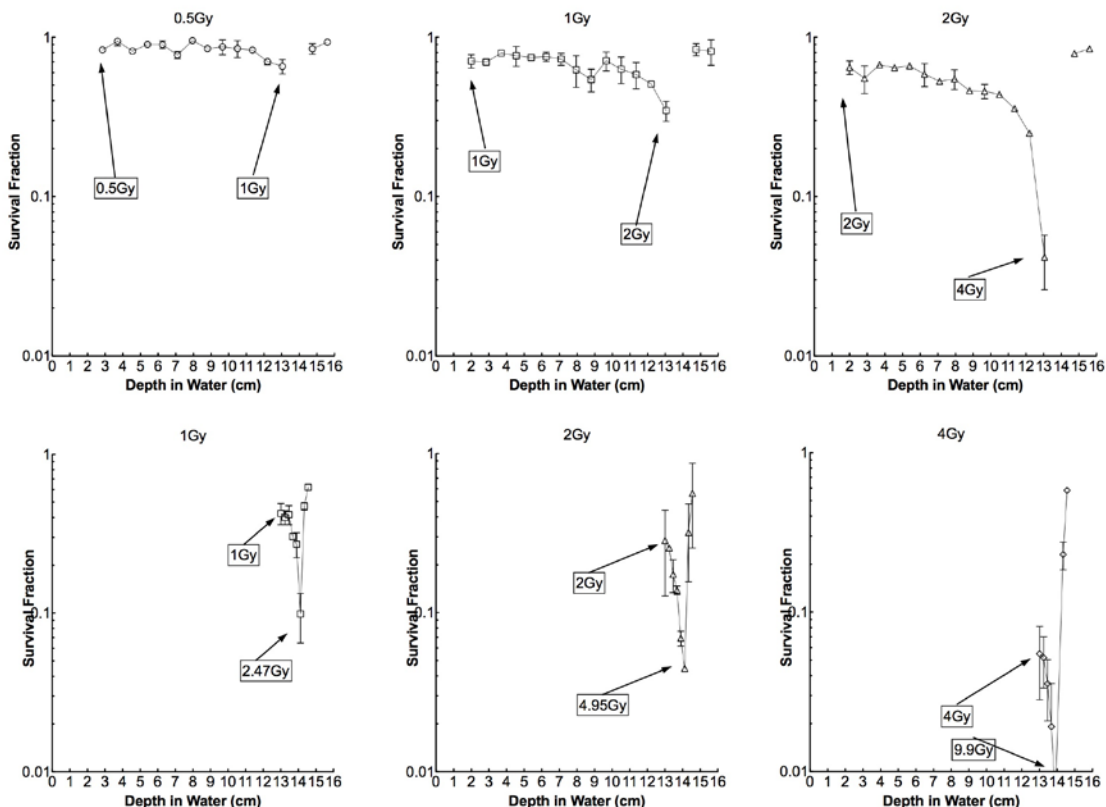 0.5Gy
1
0.1
0.01
Survival Fraction
0.5Gy
1Gy
0 1 2 3 4 5 6 7 8 9 10 11 12 13 14 15 16
Depth in Water (cm)
1Gy
1
0.1
0.01
Survival Fraction
1Gy
2Gy
0 1 2 3 4 5 6 7 8 9 10 11 12 13 14 15 16
Depth in Water (cm)
2Gy
1
0.1
0.01
Survival Fraction
2Gy
4Gy
0 1 2 3 4 5 6 7 8 9 10 11 12 13 14 15 16
Depth in Water (cm)
1Gy
1
0.1
0.01
Survival Fraction
1Gy
2.47Gy
0 1 2 3 4 5 6 7 8 9 10 11 12 13 14 15 16
Depth in Water (cm)
2Gy
1
0.1
0.01
Survival Fraction
2Gy
4.95Gy
0 1 2 3 4 5 6 7 8 9 10 11 12 13 14 15 16
Depth in Water (cm)
4Gy
1
0.1
0.01
Survival Fraction
4Gy
9.9Gy
0 1 2 3 4 5 6 7 8 9 10 11 12 13 14 15 16
Depth in Water (cm)